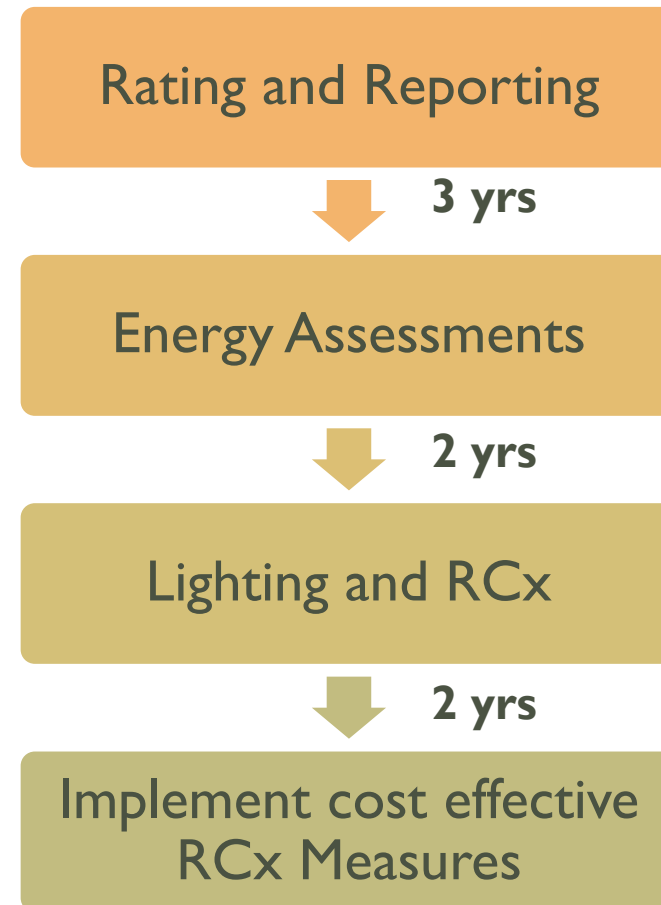 Rating and Reporting
3 yrs
Energy Assessments
2 yrs
Lighting and RCx
2 yrs
Implement cost effective
RCx Measures